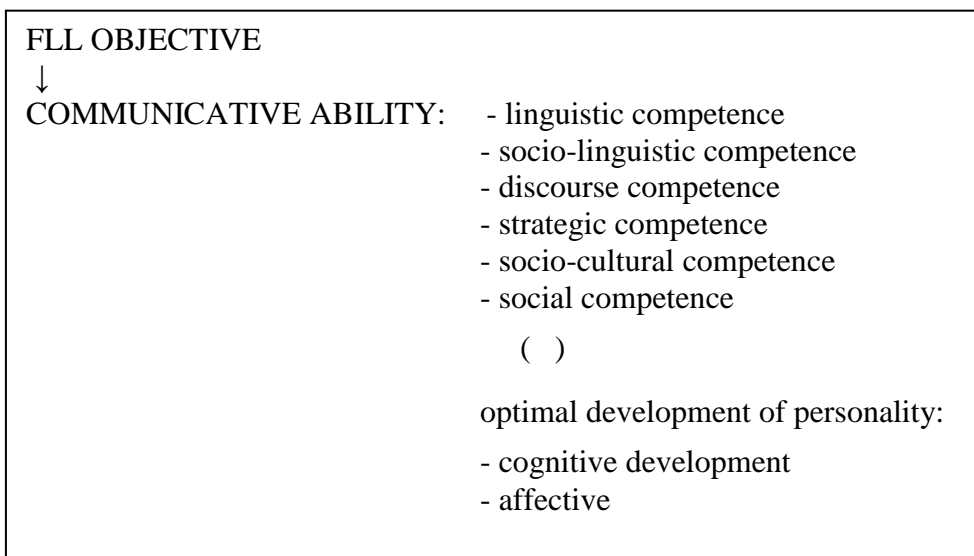 FLL OBJECTIVE
↓
COMMUNICATIVE ABILITY: - linguistic competence
- socio-linguistic competence
- discourse competence
- strategic competence
- socio-cultural competence
- social competence
( )
optimal development of personality:
- cognitive development
- affective